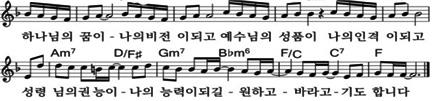 하나님의 꿈이-나의비전 이되고 예수님의 성품이 나의인격 이되고
Am7 D/F# Gm7 B♭m6 F/C C7 F
성령 님의권능이-나의 능력이되길-원하고-바라고-기도 합니다